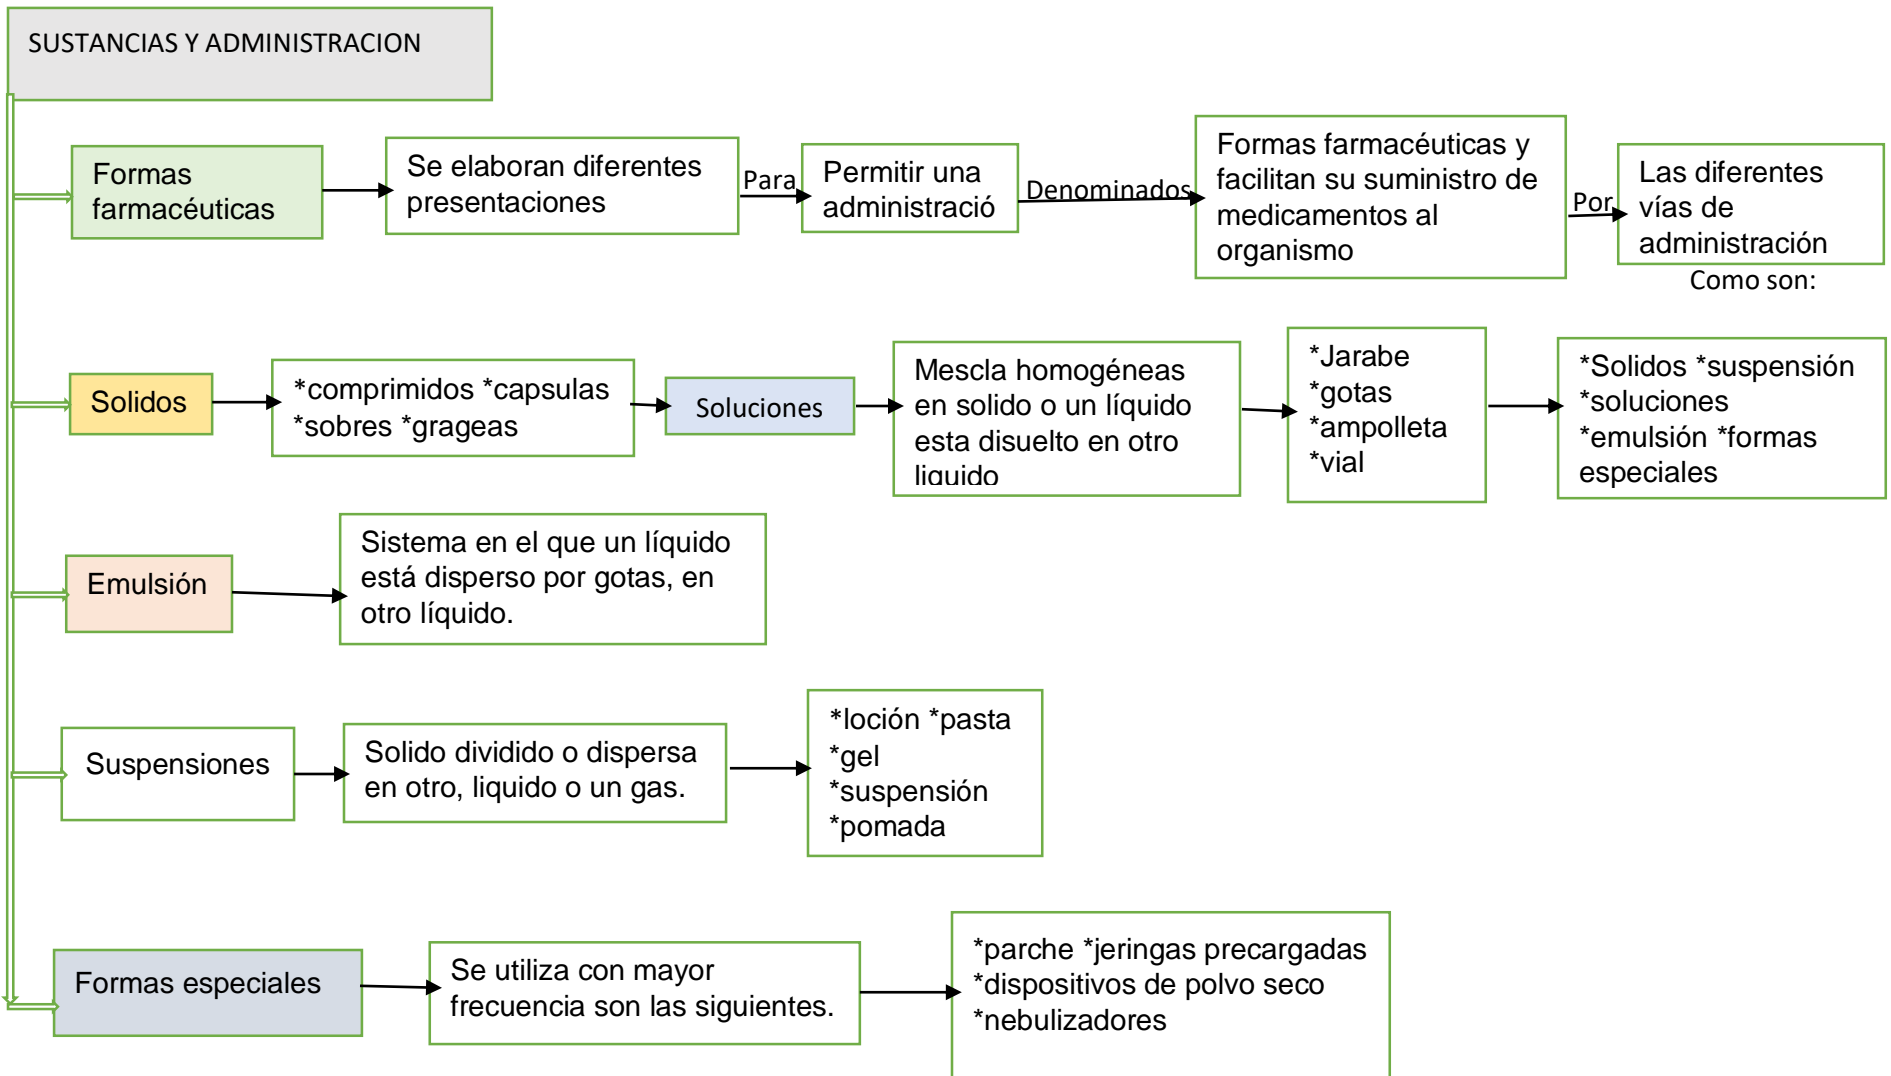 SUSTANCIAS Y ADMINISTRACION
Formas
farmacéuticas
Se elaboran diferentes
presentaciones
Para
Permitir una
administració
Denominados
Formas farmacéuticas y
facilitan su suministro de
medicamentos al
organismo
Por
Las diferentes
vías de
administración
Como son:
Solidos
*comprimidos *capsulas
*sobres *grageas
Soluciones
Mescla homogéneas
en solido o un líquido
esta disuelto en otro
liquido
*Jarabe
*gotas
*ampolleta
*vial
*Solidos *suspensión
*soluciones
*emulsión *formas
especiales
Emulsión
Sistema en el que un líquido
está disperso por gotas, en
otro líquido.
Suspensiones
Solido dividido o dispersa
en otro, liquido o un gas.
*loción *pasta
*gel
*suspensión
*pomada
Formas especiales
Se utiliza con mayor
frecuencia son las siguientes.
*parche *jeringas precargadas
*dispositivos de polvo seco
*nebulizadores